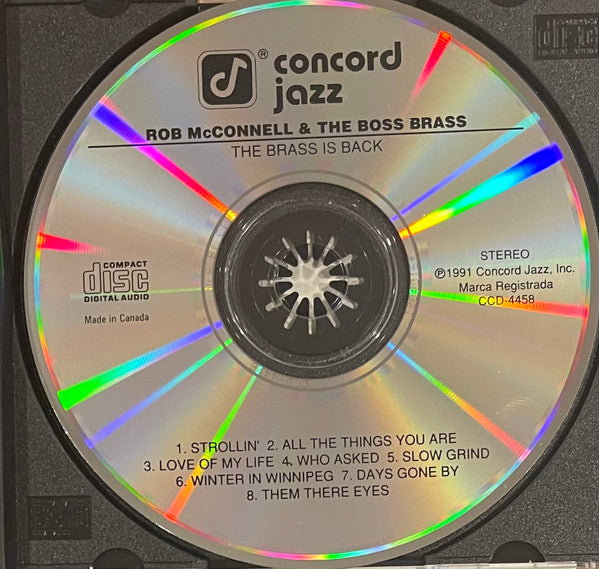 concord
jazz
®
ROB McCONNELL & THE BOSS BRASS
THE BRASS IS BACK
COMPACT
disc
DIGITAL AUDIO
Made in Canada
STEREO
℗1991 Concord Jazz, Inc.
Marca Registrada
CCD-4458
1. STROLLIN' 2. ALL THE THINGS YOU ARE
3. LOVE OF MY LIFE 4. WHO ASKED 5. SLOW GRIND
6. WINTER IN WINNIPEG 7. DAYS GONE BY
8. THEM THERE EYES